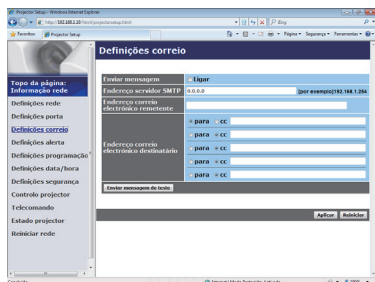 Projector Setup - Windows Internet Explorer
http://192.168.1.10/html/projectorsetup.html
Bing
Favoritos Projector Setup
Página Segurança Ferramentas
Definições correio
Topo da página:
Informação rede
Definições rede
Definições porta
Definições correio
Definições alerta
Definições programação
Definições data/hora
Definições segurança
Controlo projector
Telecomando
Estado projector
Reiniciar rede
Enviar mensagem Ligar
Endereço servidor SMTP 0.0.0.0 (por exemplo)192.168.1.254
Endereço correio
electrónico remetente
Endereço correio
electrónico destinatário
para cc
para cc
para cc
para cc
para cc
Enviar mensagem de teste
Aplicar Reiniciar